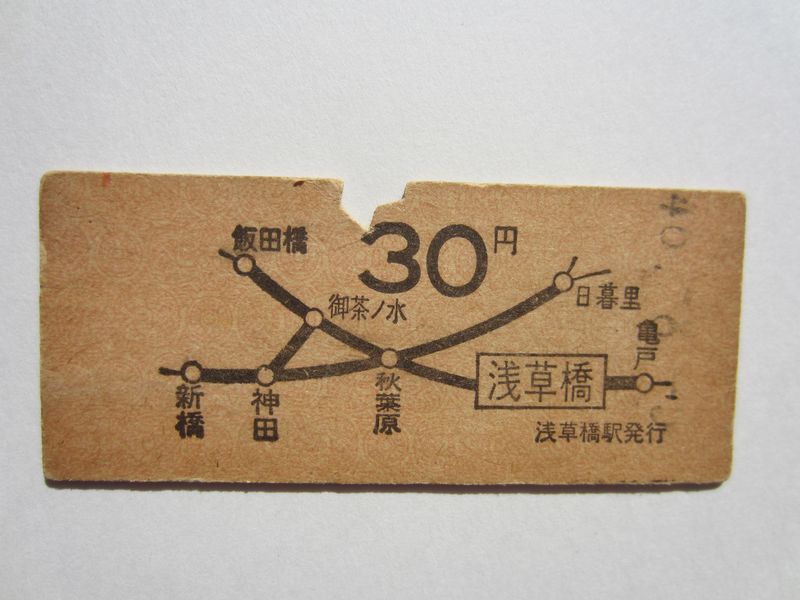 30円
飯田橋
御茶ノ水
日暮里
亀戸
新橋
神田
秋葉原
浅草橋
浅草橋駅発行